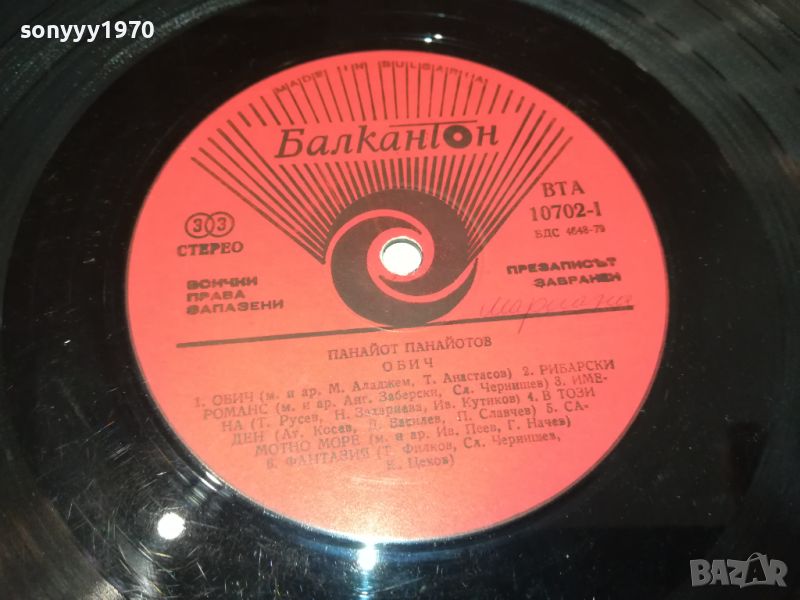 sonyyy1970
MADE IN BULGARIA
Балкантон
ВТА
10702-1
БДС 4648-79
33
СТЕРЕО
ВСИЧКИ
ПРАВА
ЗАПАЗЕНИ
ПРЕЗАПИСЪТ
ЗАБРАНЕН
ПАНАЙОТ ПАНАЙОТОВ
ОБИЧ
1. ОБИЧ (м. и ар. М. Аладжем, Т. Анастасов) 2. РИБАРСКИ
РОМАНС (м. и ар. Анг. Заберски, Сл. Чернишев) 3. ИМЕ-
НА (Т. Русев, Н. Захариева, Ив. Кутиков) 4. В ТОЗИ
ДЕН (Ат. Косев, Д. Василев, П. Славчев) 5. СА-
МОТНО МОРЕ (м. и ар. Ив. Пеев, Г. Начев)
6. ФАНТАЗИЯ (Т. Филков, Сл. Чернишев,
К. Цеков)
BAZAR